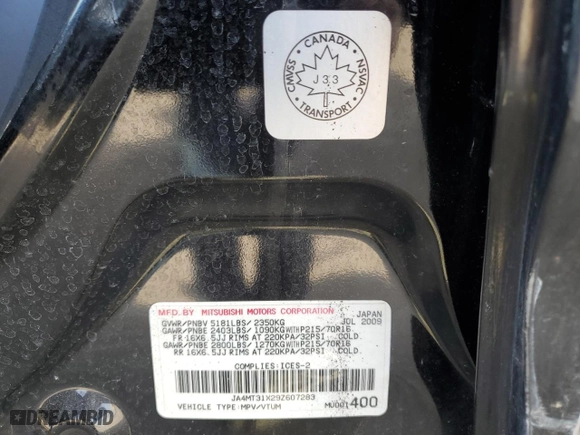 CANADA
CMVSS NSVAC
J33
TRANSPORT
MFD. BY MITSUBISHI MOTORS CORPORATION JAPAN
GVWR/PNBV 5181LBS/2350KG JUL 2009
GAWR/PNBE 2403LBS/1090KG WITH P215/70R16
FR 16X6.5JJ RIMS AT 220KPA/32PSI COLD.
GAWR/PNBE 2800LBS/1270KG WITH P215/70R16
RR 16X6.5JJ RIMS AT 220KPA/32PSI COLD.
COMPLIES:ICES-2
JA4MT31X29Z607283
VEHICLE TYPE:MPV/VTUM MU001400
DREAMBID